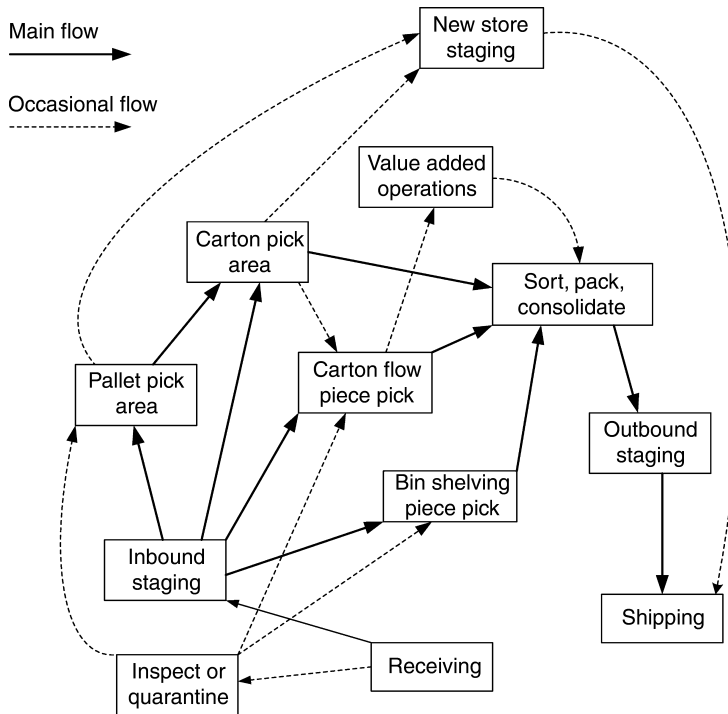 Main flow
Occasional flow
New store
staging
Value added
operations
Carton pick
area
Sort, pack,
consolidate
Pallet pick
area
Carton flow
piece pick
Outbound
staging
Bin shelving
piece pick
Inbound
staging
Shipping
Inspect or
quarantine
Receiving